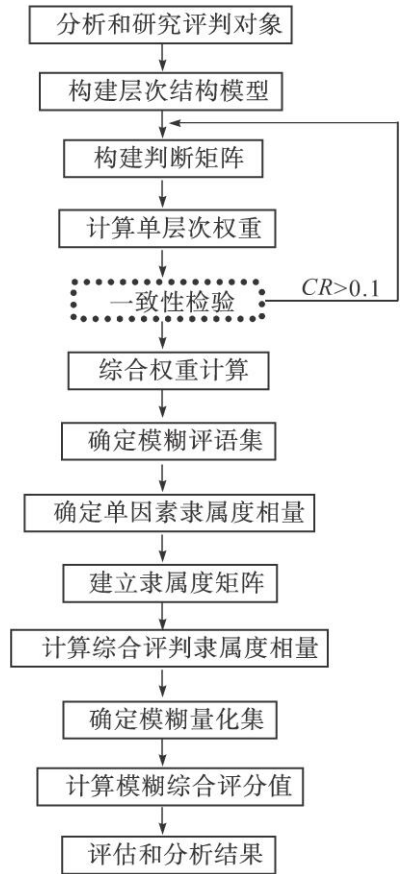 分析和研究评判对象
构建层次结构模型
构建判断矩阵
计算单层次权重
一致性检验
CR>0.1
综合权重计算
确定模糊评语集
确定单因素隶属度相量
建立隶属度矩阵
计算综合评判隶属度相量
确定模糊量化集
计算模糊综合评分值
评估和分析结果